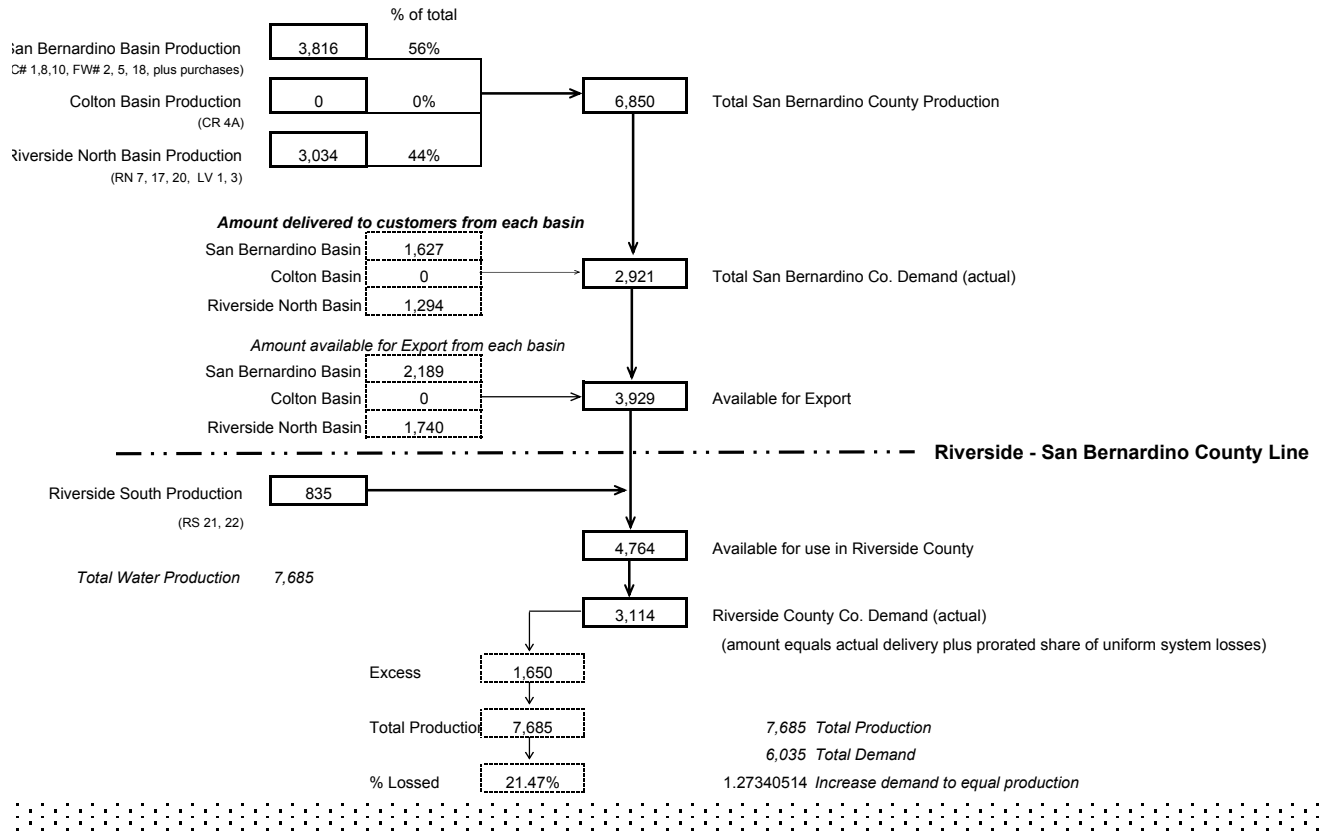 % of total
San Bernardino Basin Production 3,816 56%
C# 1,8,10, FW# 2, 5, 18, plus purchases)
Colton Basin Production 0 0% 6,850 Total San Bernardino County Production
(CR 4A)
Riverside North Basin Production 3,034 44%
(RN 7, 17, 20, LV 1, 3)
Amount delivered to customers from each basin
San Bernardino Basin 1,627
Colton Basin 0 2,921 Total San Bernardino Co. Demand (actual)
Riverside North Basin 1,294
Amount available for Export from each basin
San Bernardino Basin 2,189
Colton Basin 0 3,929 Available for Export
Riverside North Basin 1,740
Riverside - San Bernardino County Line
Riverside South Production 835
(RS 21, 22)
4,764 Available for use in Riverside County
Total Water Production 7,685
3,114 Riverside County Co. Demand (actual)
(amount equals actual delivery plus prorated share of uniform system losses)
Excess 1,650
Total Production 7,685 7,685 Total Production
6,035 Total Demand
% Lossed 21.47% 1.27340514 Increase demand to equal production